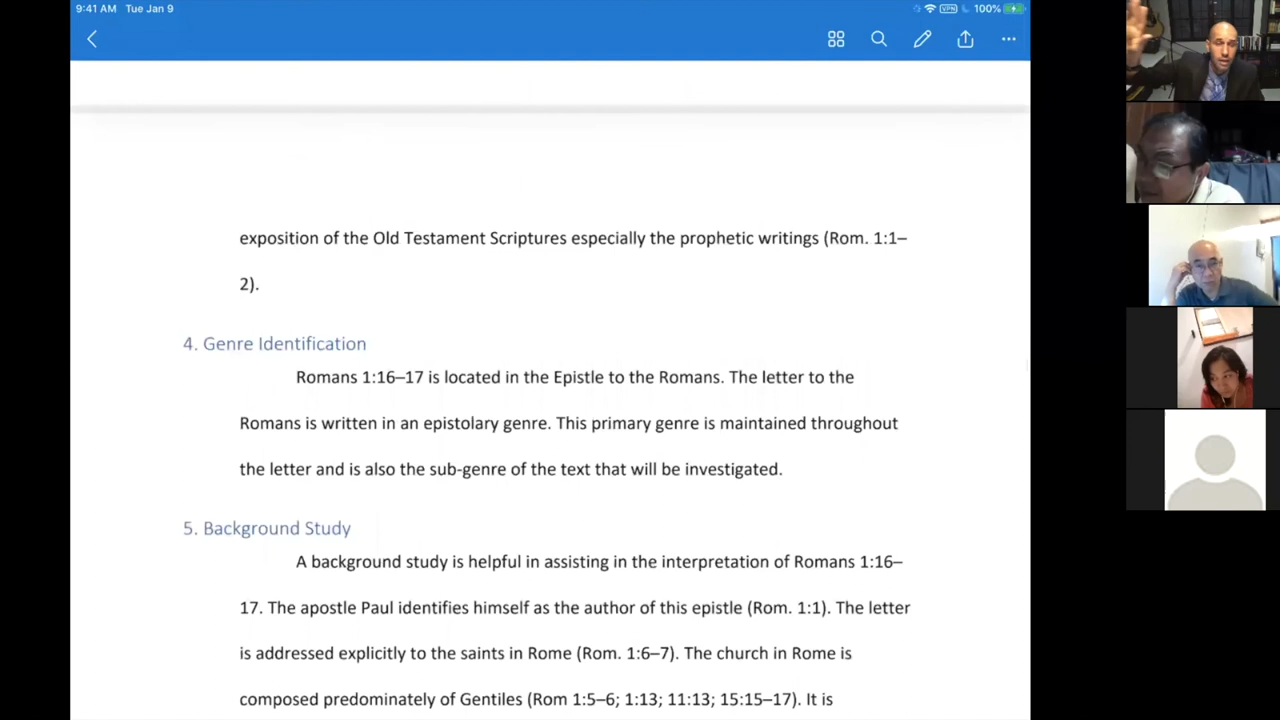 9:41 AM Tue Jan 9
VPN 100%
exposition of the Old Testament Scriptures especially the prophetic writings (Rom. 1:1–
2).
4. Genre Identification
Romans 1:16–17 is located in the Epistle to the Romans. The letter to the
Romans is written in an epistolary genre. This primary genre is maintained throughout
the letter and is also the sub-genre of the text that will be investigated.
5. Background Study
A background study is helpful in assisting in the interpretation of Romans 1:16–
17. The apostle Paul identifies himself as the author of this epistle (Rom. 1:1). The letter
is addressed explicitly to the saints in Rome (Rom. 1:6–7). The church in Rome is
composed predominately of Gentiles (Rom 1:5–6; 1:13; 11:13; 15:15–17). It is